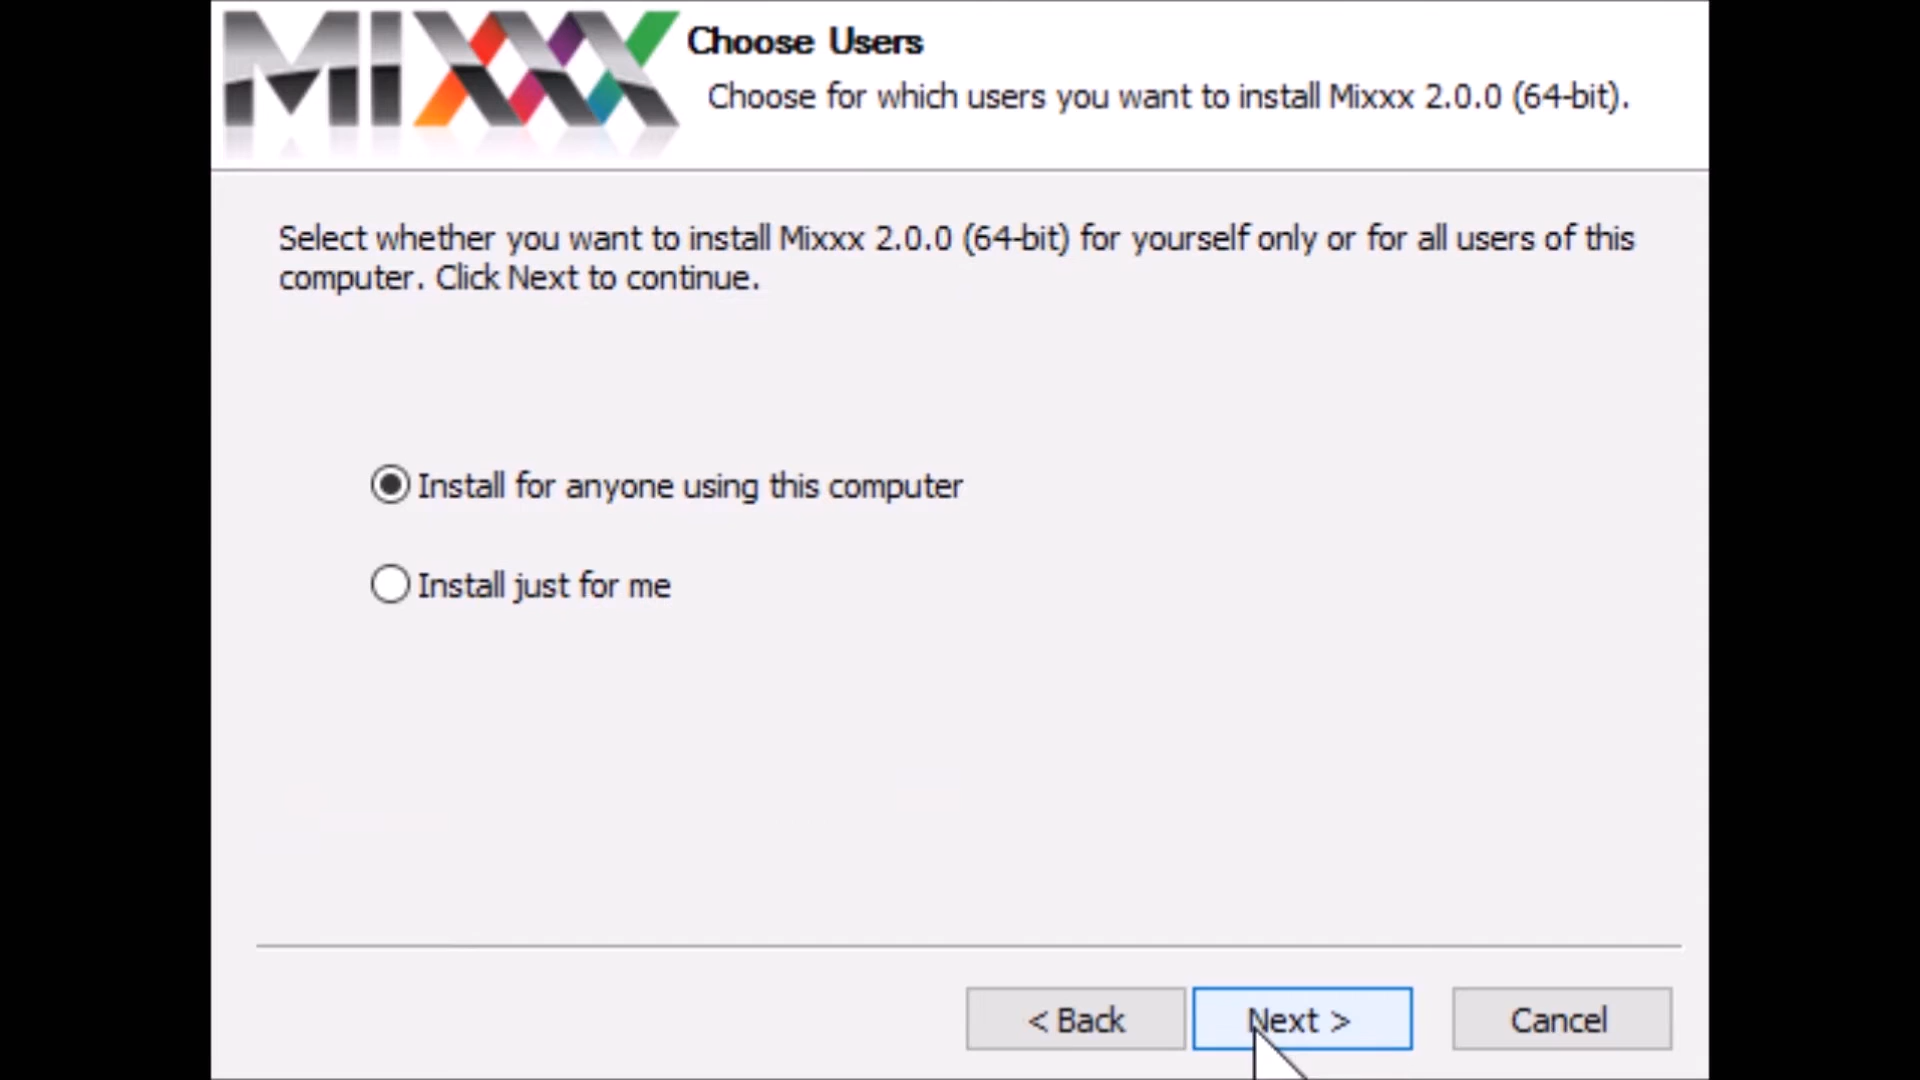 MIXXX
Choose Users
Choose for which users you want to install Mixxx 2.0.0 (64-bit).
Select whether you want to install Mixxx 2.0.0 (64-bit) for yourself only or for all users of this
computer. Click Next to continue.
Install for anyone using this computer
Install just for me
< Back
Next >
Cancel